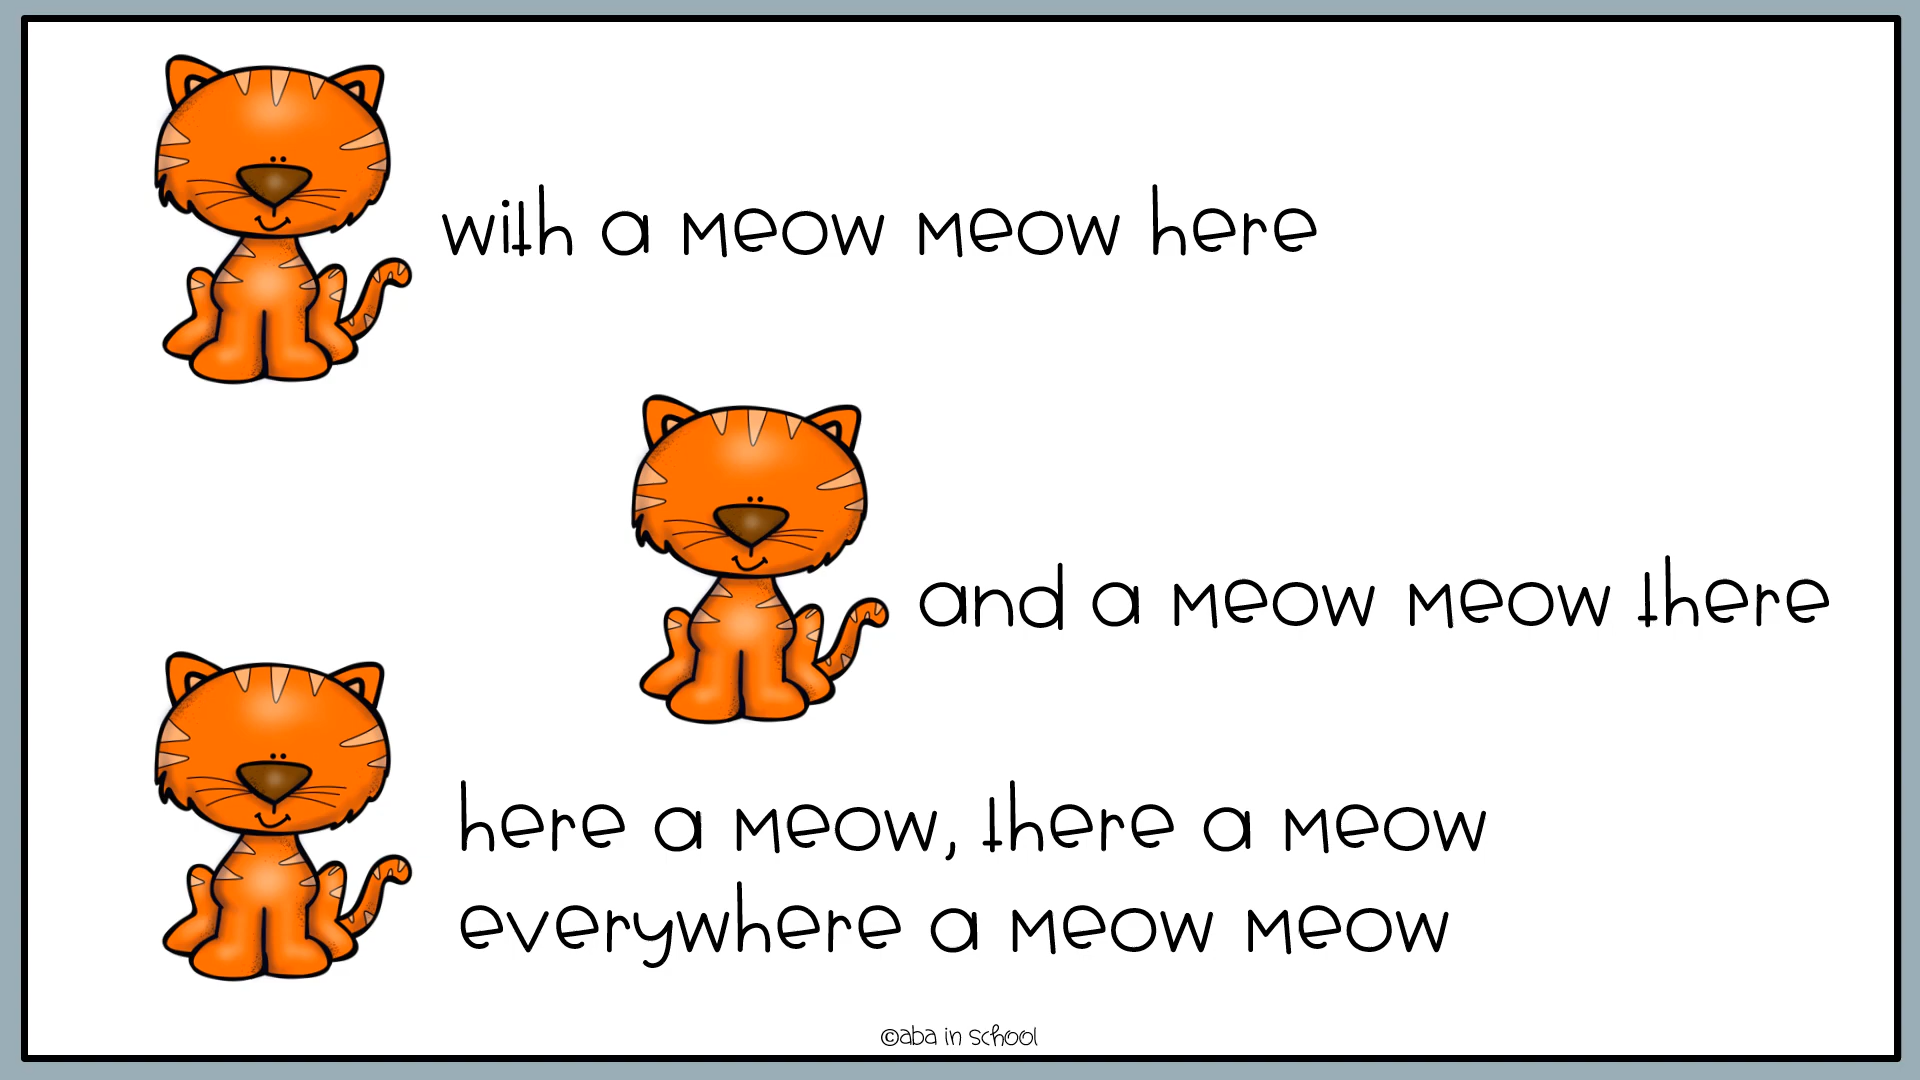 with a meow meow here
and a meow meow there
here a meow, there a meow
everywhere a meow meow
©aba in school